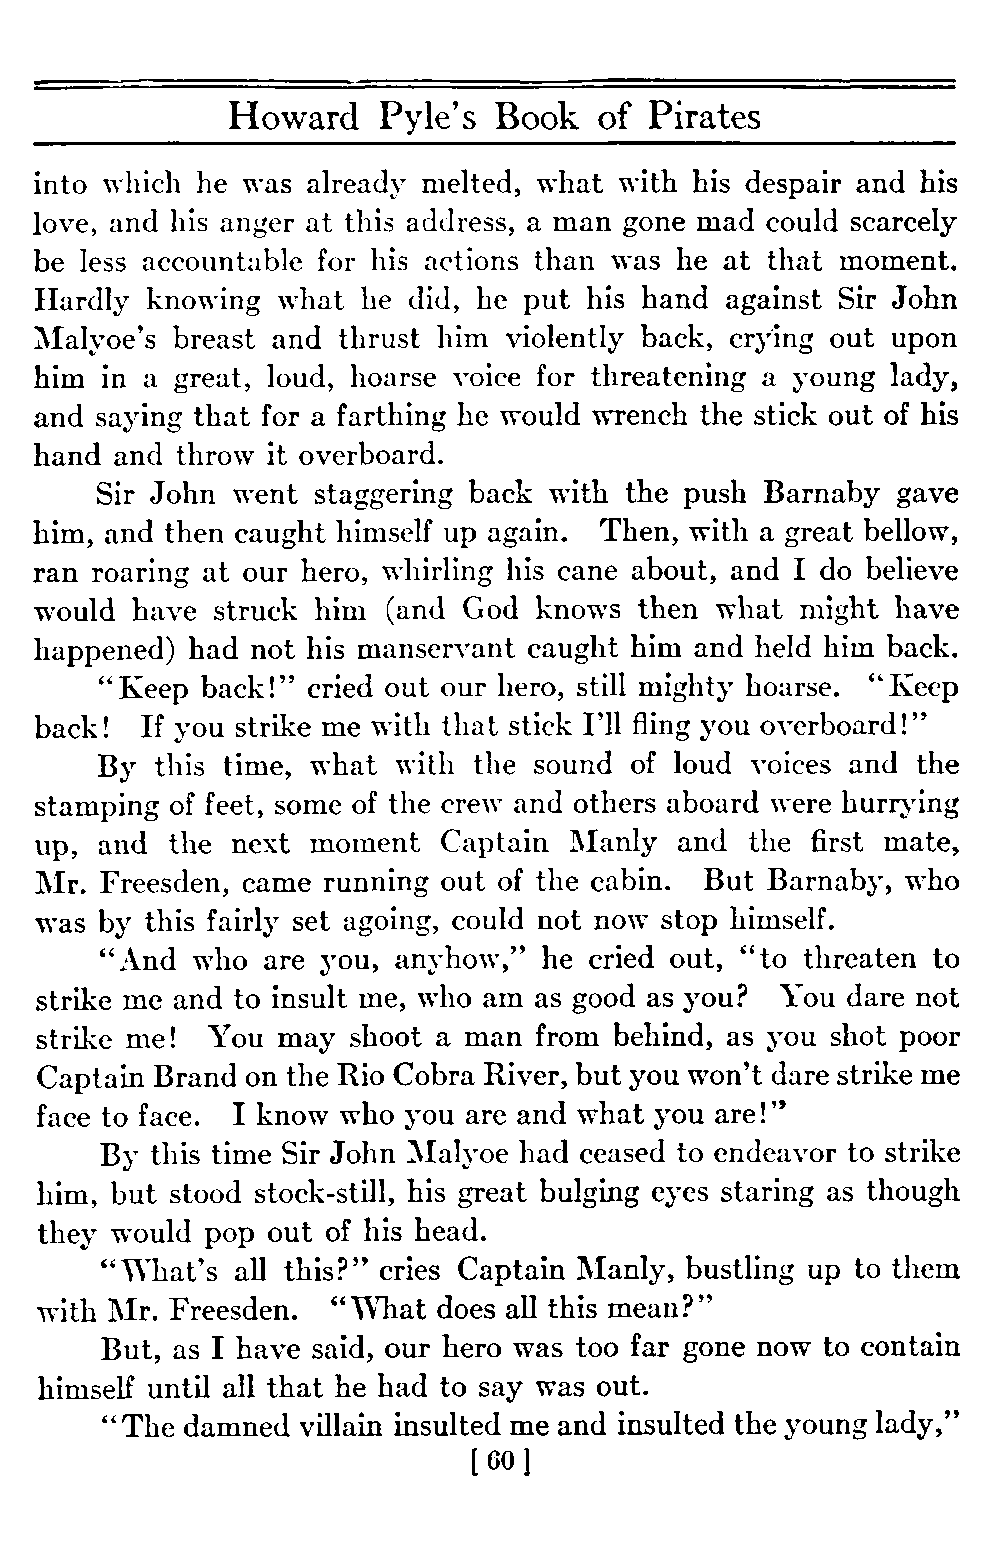 Howard Pyle's Book of Pirates
into which he was already melted, what with his despair and his
love, and his anger at this address, a man gone mad could scarcely
be less accountable for his actions than was he at that moment.
Hardly knowing what he did, he put his hand against Sir John
Malyoe's breast and thrust him violently back, crying out upon
him in a great, loud, hoarse voice for threatening a young lady,
and saying that for a farthing he would wrench the stick out of his
hand and throw it overboard.
Sir John went staggering back with the push Barnaby gave
him, and then caught himself up again. Then, with a great bellow,
ran roaring at our hero, whirling his cane about, and I do believe
would have struck him (and God knows then what might have
happened) had not his manservant caught him and held him back.
"Keep back!" cried out our hero, still mighty hoarse. "Keep
back! If you strike me with that stick I'll fling you overboard!"
By this time, what with the sound of loud voices and the
stamping of feet, some of the crew and others aboard were hurrying
up, and the next moment Captain Manly and the first mate,
Mr. Freesden, came running out of the cabin. But Barnaby, who
was by this fairly set agoing, could not now stop himself.
"And who are you, anyhow," he cried out, "to threaten to
strike me and to insult me, who am as good as you? You dare not
strike me! You may shoot a man from behind, as you shot poor
Captain Brand on the Rio Cobra River, but you won't dare strike me
face to face. I know who you are and what you are!"
By this time Sir John Malyoe had ceased to endeavor to strike
him, but stood stock-still, his great bulging eyes staring as though
they would pop out of his head.
"What's all this?" cries Captain Manly, bustling up to them
with Mr. Freesden. "What does all this mean?"
But, as I have said, our hero was too far gone now to contain
himself until all that he had to say was out.
"The damned villain insulted me and insulted the young lady,"
[ 60 ]